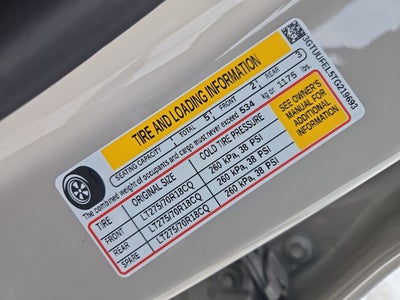 TIRE AND LOADING INFORMATION
SEATING CAPACITY TOTAL 5 FRONT 2 REAR 3
The combined weight of occupants and cargo must never exceed 534 kg or 1175 lbs.
TIRE ORIGINAL SIZE COLD TIRE PRESSURE
FRONT LT275/70R18CQ 260 kPa, 38 PSI
REAR LT275/70R18CQ 260 kPa, 38 PSI
SPARE LT275/70R18CQ 260 kPa, 38 PSI
SEE OWNER'S
MANUAL FOR
ADDITIONAL
INFORMATION
3GTUUFEL5TG219693